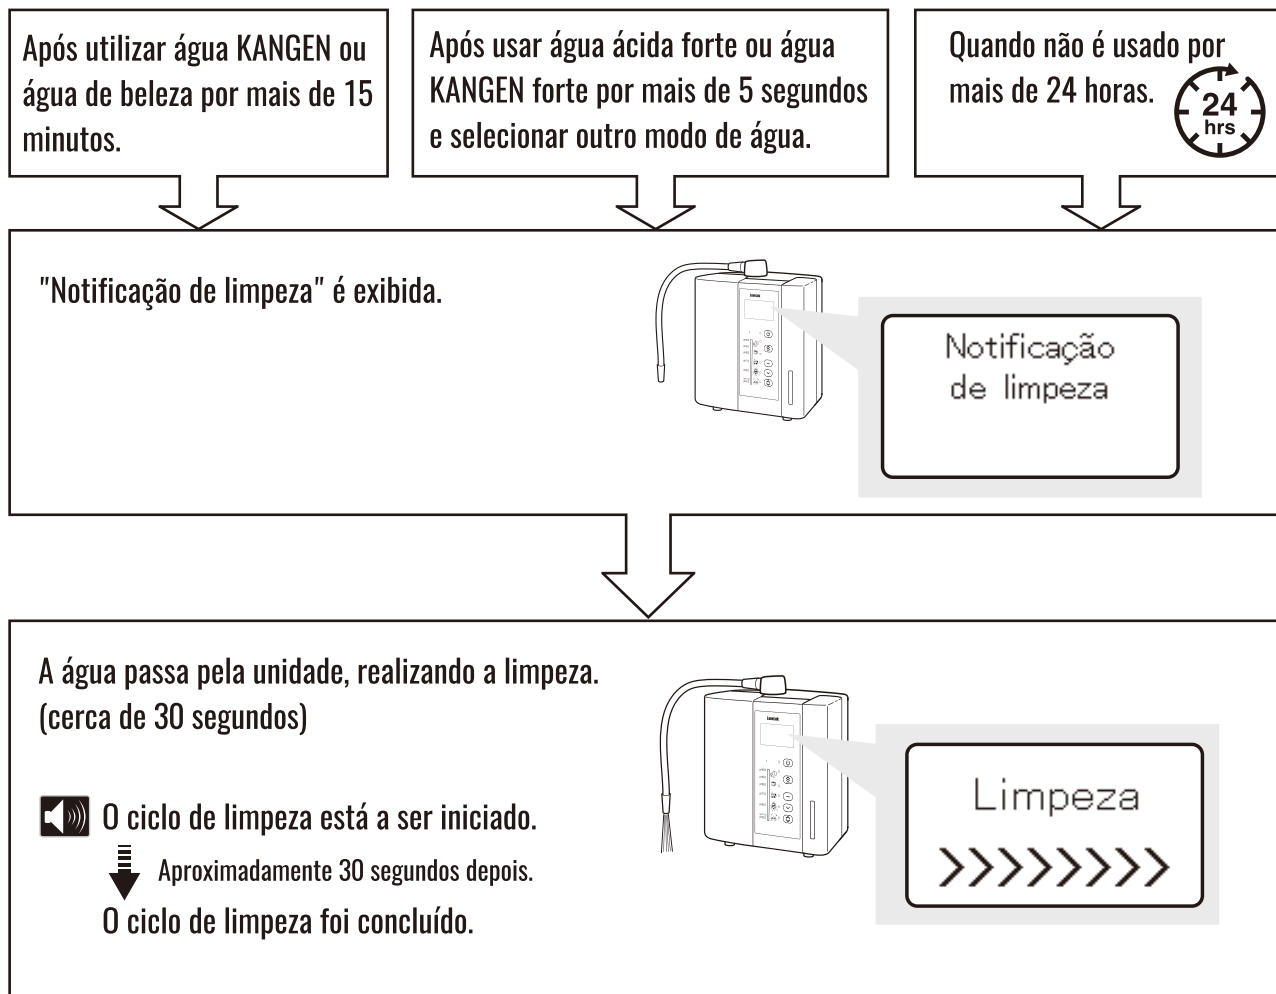 Após utilizar água KANGEN ou
água de beleza por mais de 15
minutos.
Após usar água ácida forte ou água
KANGEN forte por mais de 5 segundos
e selecionar outro modo de água.
Quando não é usado por
mais de 24 horas.
24
hrs
"Notificação de limpeza" é exibida.
Notificação
de limpeza
A água passa pela unidade, realizando a limpeza.
(cerca de 30 segundos)
O ciclo de limpeza está a ser iniciado.
Aproximadamente 30 segundos depois.
O ciclo de limpeza foi concluído.
Limpeza